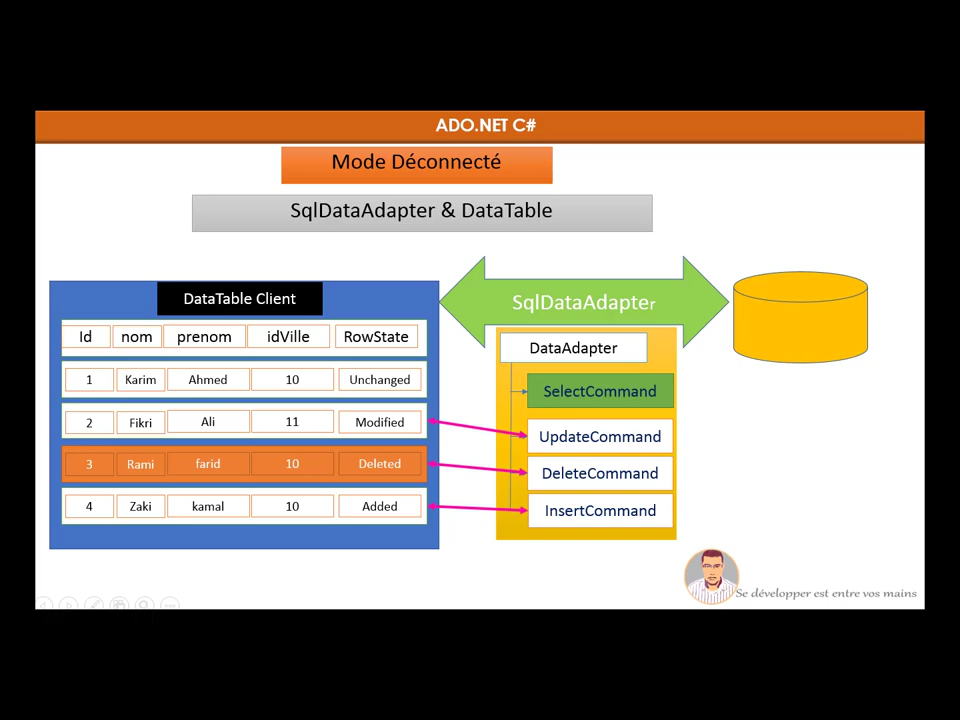 ADO.NET C#
Mode Déconnecté
SqlDataAdapter & DataTable
DataTable Client
Id nom prenom idVille RowState
1 Karim Ahmed 10 Unchanged
2 Fikri Ali 11 Modified
3 Rami farid 10 Deleted
4 Zaki kamal 10 Added
SqlDataAdapter
DataAdapter
SelectCommand
UpdateCommand
DeleteCommand
InsertCommand
Se développer est entre vos mains